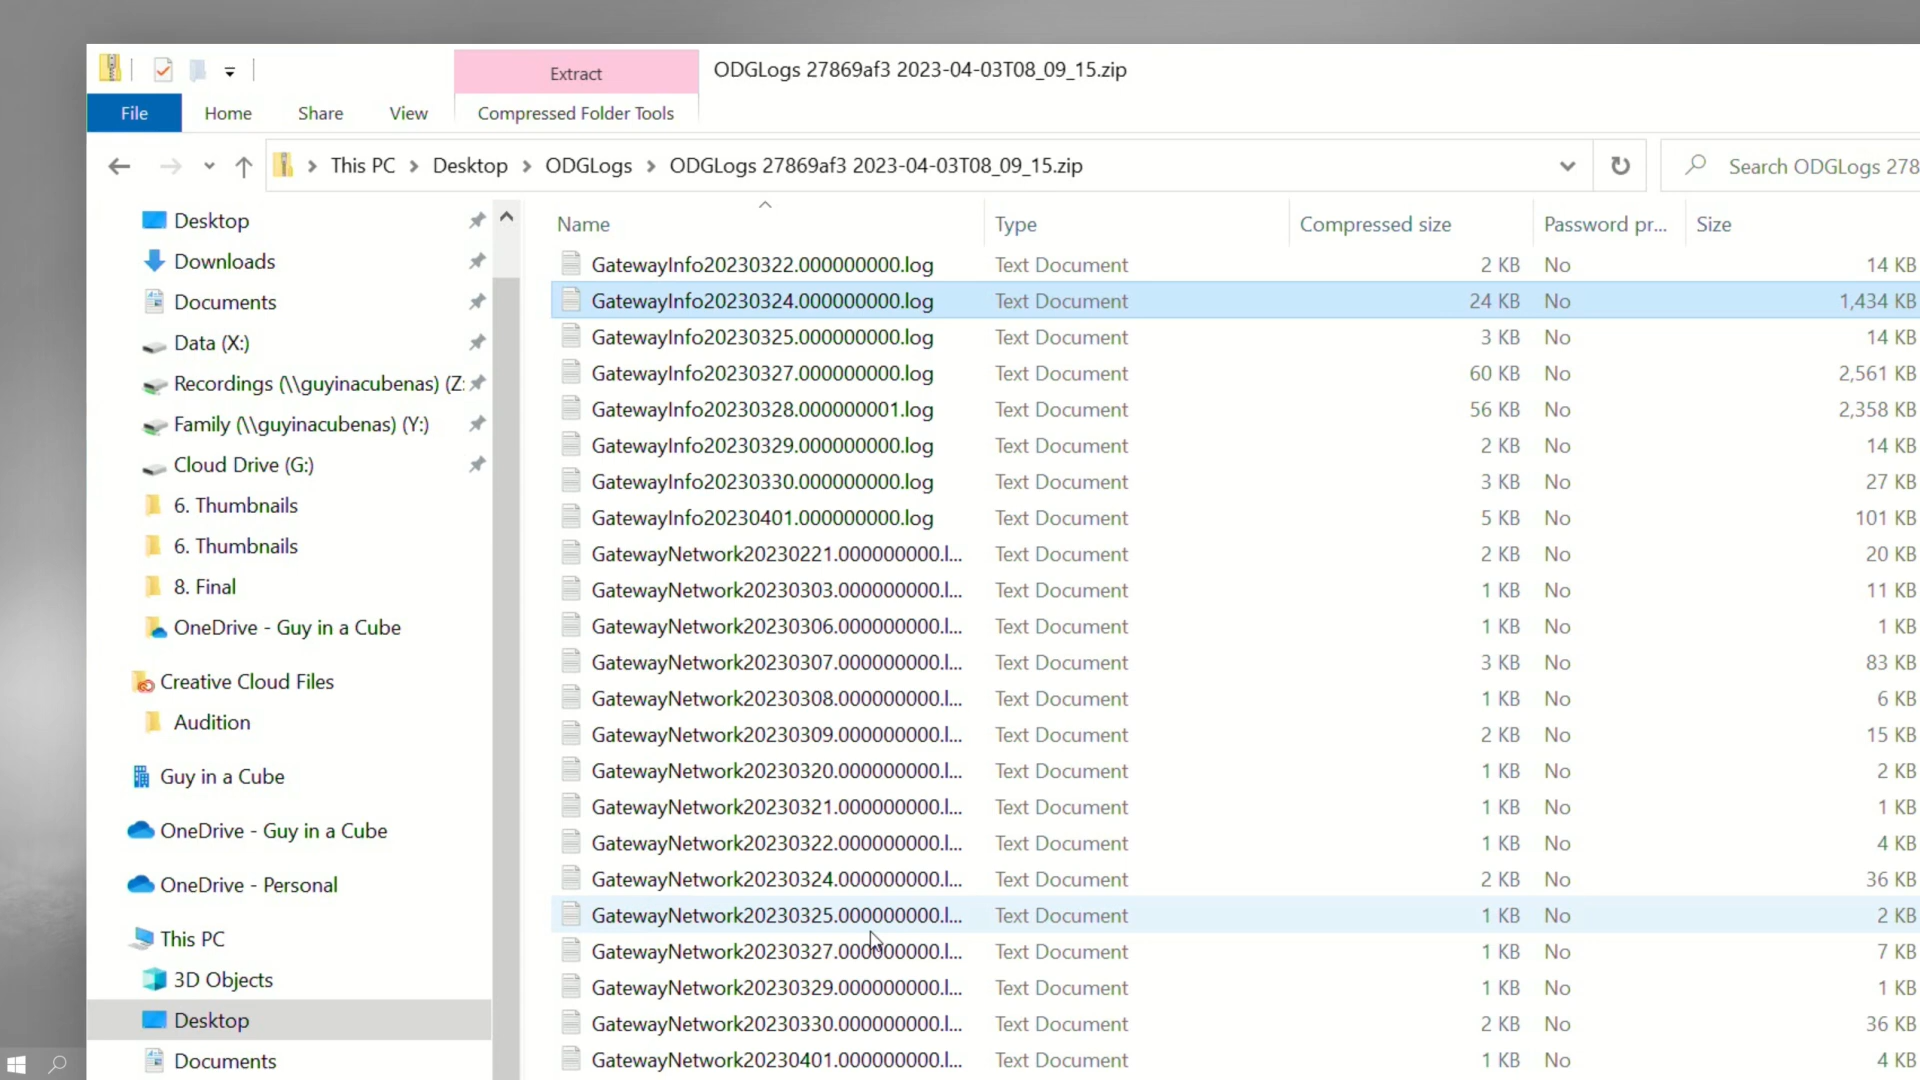 Extract
ODGLogs 27869af3 2023-04-03T08_09_15.zip
File
Home
Share
View
Compressed Folder Tools
This PC
Desktop
ODGLogs
ODGLogs 27869af3 2023-04-03T08_09_15.zip
Search ODGLogs 278
Desktop
Downloads
Documents
Data (X:)
Recordings (\\guyinacubenas) (Z:
Family (\\guyinacubenas) (Y:)
Cloud Drive (G:)
6. Thumbnails
6. Thumbnails
8. Final
OneDrive - Guy in a Cube
Creative Cloud Files
Audition
Guy in a Cube
OneDrive - Guy in a Cube
OneDrive - Personal
This PC
3D Objects
Desktop
Documents
Name Type Compressed size Password pr... Size
GatewayInfo20230322.000000000.log Text Document 2 KB No 14 KB
GatewayInfo20230324.000000000.log Text Document 24 KB No 1,434 KB
GatewayInfo20230325.000000000.log Text Document 3 KB No 14 KB
GatewayInfo20230327.000000000.log Text Document 60 KB No 2,561 KB
GatewayInfo20230328.000000001.log Text Document 56 KB No 2,358 KB
GatewayInfo20230329.000000000.log Text Document 2 KB No 14 KB
GatewayInfo20230330.000000000.log Text Document 3 KB No 27 KB
GatewayInfo20230401.000000000.log Text Document 5 KB No 101 KB
GatewayNetwork20230221.000000000.l... Text Document 2 KB No 20 KB
GatewayNetwork20230303.000000000.l... Text Document 1 KB No 11 KB
GatewayNetwork20230306.000000000.l... Text Document 1 KB No 1 KB
GatewayNetwork20230307.000000000.l... Text Document 3 KB No 83 KB
GatewayNetwork20230308.000000000.l... Text Document 1 KB No 6 KB
GatewayNetwork20230309.000000000.l... Text Document 2 KB No 15 KB
GatewayNetwork20230320.000000000.l... Text Document 1 KB No 2 KB
GatewayNetwork20230321.000000000.l... Text Document 1 KB No 1 KB
GatewayNetwork20230322.000000000.l... Text Document 1 KB No 4 KB
GatewayNetwork20230324.000000000.l... Text Document 2 KB No 36 KB
GatewayNetwork20230325.000000000.l... Text Document 1 KB No 2 KB
GatewayNetwork20230327.000000000.l... Text Document 1 KB No 7 KB
GatewayNetwork20230329.000000000.l... Text Document 1 KB No 1 KB
GatewayNetwork20230330.000000000.l... Text Document 2 KB No 36 KB
GatewayNetwork20230401.000000000.l... Text Document 1 KB No 4 KB